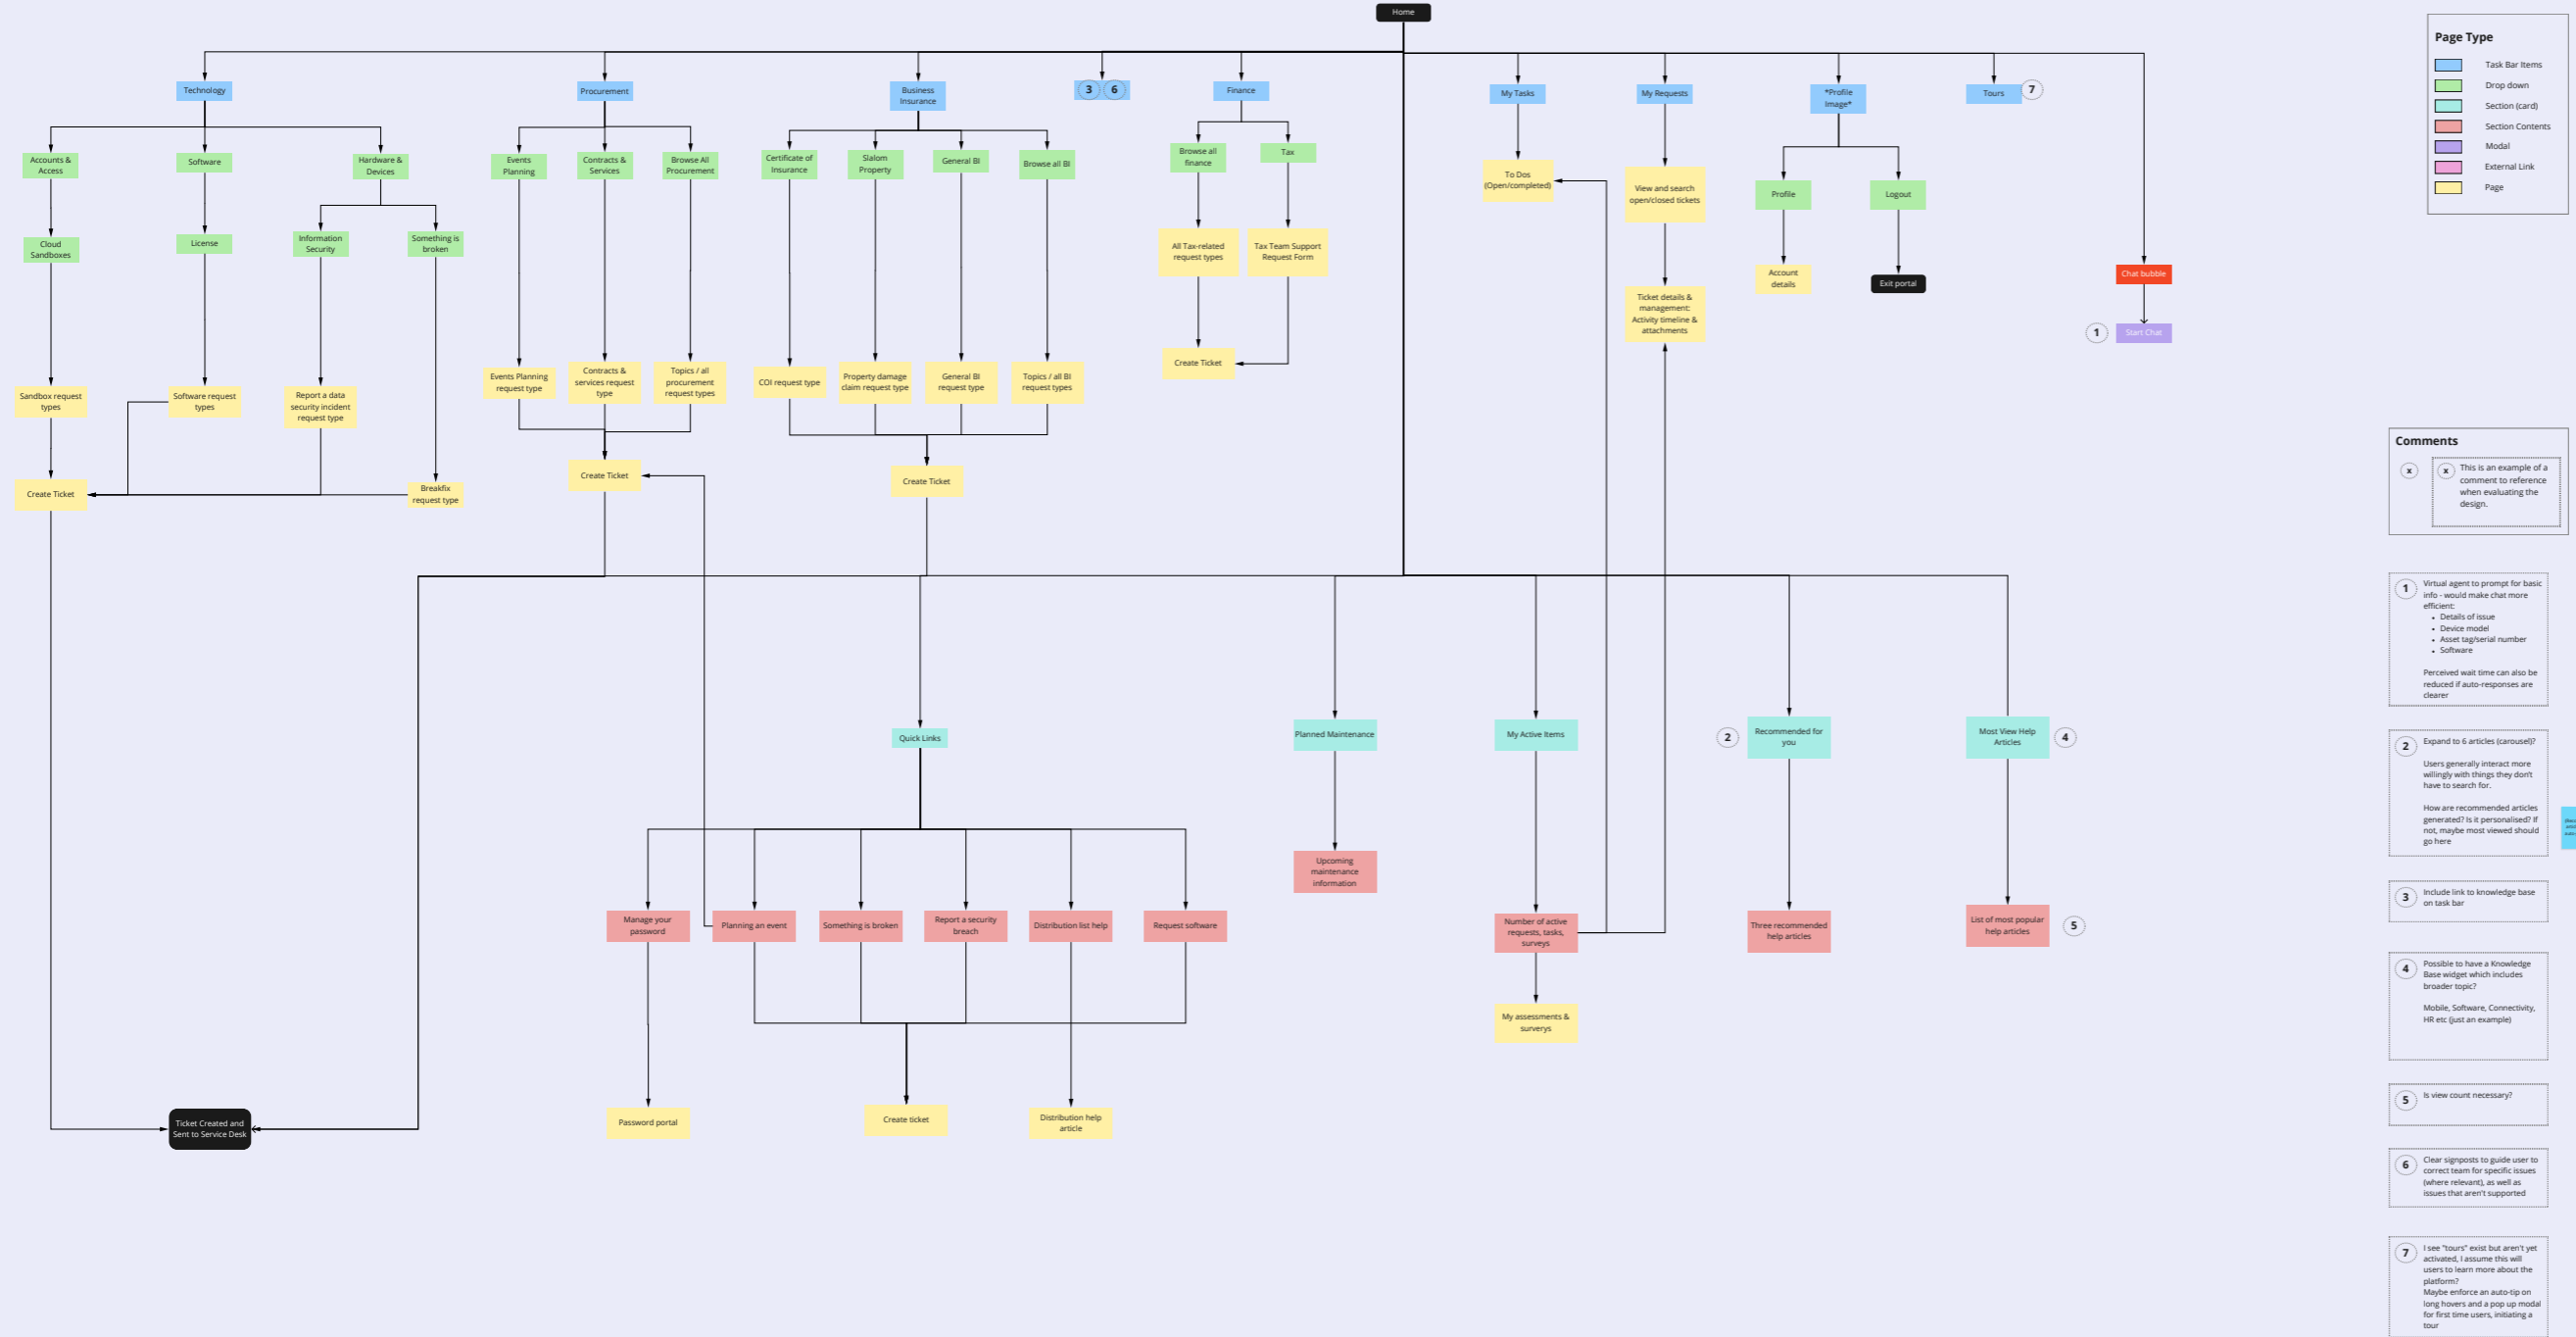 Home
Page Type
Task Bar Items
Drop down
Section (card)
Section Contents
Modal
External Link
Page
Technology
Procurement
Business
Insurance
3
6
Finance
My Tasks
My Requests
*Profile
Image*
Tours
7
Accounts &
Access
Software
Hardware &
Devices
Events
Planning
Contracts &
Services
Browse All
Procurement
Certificate of
Insurance
Slalom
Property
General BI
Browse all BI
Browse all
finance
Tax
To Dos
(Open/completed)
View and search
open/closed tickets
Profile
Logout
Cloud
Sandboxes
License
Information
Security
Something is
broken
All Tax-related
request types
Tax Team Support
Request Form
Account
details
Exit portal
Chat bubble
Ticket details &
management:
Activity timeline &
attachments
1
Start Chat
Sandbox request
types
Software request
types
Report a data
security incident
request type
Events Planning
request type
Contracts &
services request
type
Topics / all
procurement
request types
COI request type
Property damage
claim request type
General BI
request type
Topics / all BI
request types
Create Ticket
Create Ticket
Breakfix
request type
Create Ticket
Create Ticket
Comments
x
x
This is an example of a
comment to reference
when evaluating the
design.
Quick Links
Planned Maintenance
My Active Items
2
Recommended for
you
Most View Help
Articles
4
Upcoming
maintenance
information
Manage your
password
Planning an event
Something is broken
Report a security
breach
Distribution list help
Request software
Number of active
requests, tasks,
surveys
Three recommended
help articles
List of most popular
help articles
5
My assessments &
surverys
Ticket Created and
Sent to Service Desk
Password portal
Create ticket
Distribution help
article
1
Virtual agent to prompt for basic
info - would make chat more
efficient:
• Details of issue
• Device model
• Asset tag/serial number
• Software
Perceived wait time can also be
reduced if auto-responses are
clearer
2
Expand to 6 articles (carousel)?
Users generally interact more
willingly with things they don't
have to search for.
How are recommended articles
generated? Is it personalised? If
not, maybe most viewed should
go here
3
Include link to knowledge base
on task bar
4
Possible to have a Knowledge
Base widget which includes
broader topic?
Mobile, Software, Connectivity,
HR etc (just an example)
5
Is view count necessary?
6
Clear signposts to guide user to
correct team for specific issues
(where relevant), as well as
issues that aren't supported
7
I see "tours" exist but aren't yet
activated, I assume this will
users to learn more about the
platform?
Maybe enforce an auto-tip on
long hovers and a pop up modal
for first time users, initiating a
tour